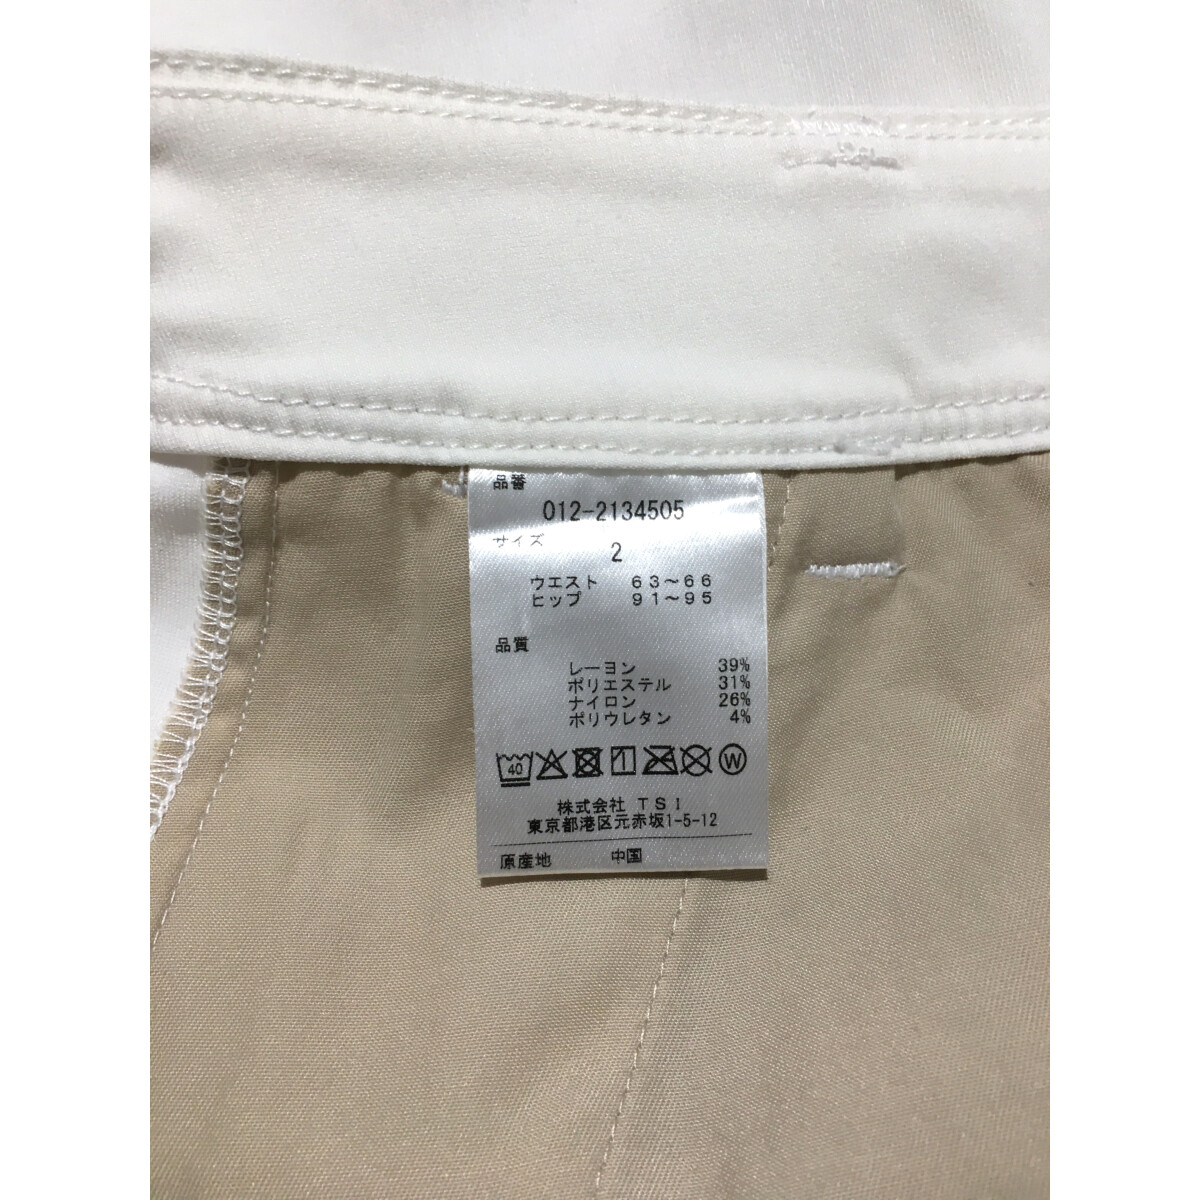 品番
012-2134505
サイズ
2
ウエスト 63～66
ヒップ 91～95
品質
レーヨン 39%
ポリエステル 31%
ナイロン 26%
ポリウレタン 4%
40 W
株式会社 TSI
東京都港区元赤坂1-5-12
原産地 中国